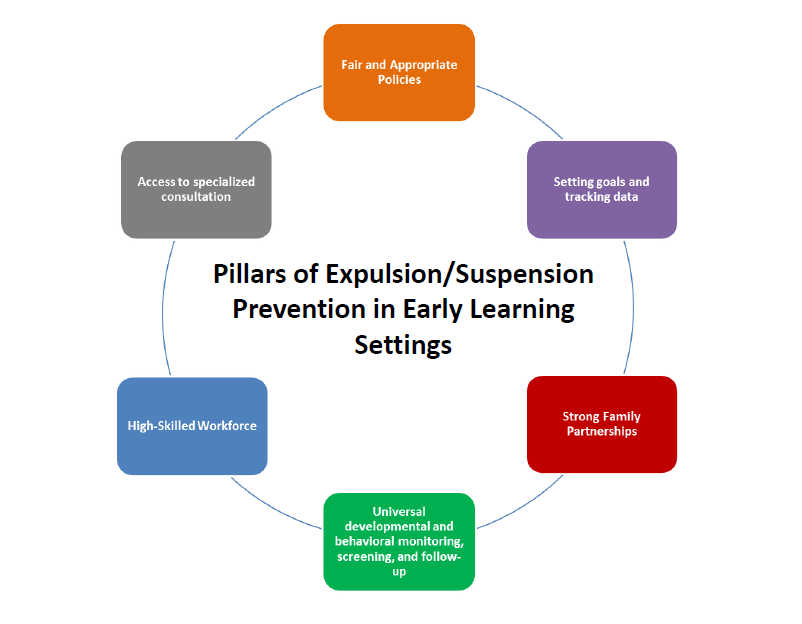 Fair and Appropriate
Policies
Access to specialized
consultation
Setting goals and
tracking data
Pillars of Expulsion/Suspension
Prevention in Early Learning
Settings
High-Skilled Workforce
Strong Family
Partnerships
Universal
developmental and
behavioral monitoring,
screening, and follow-
up